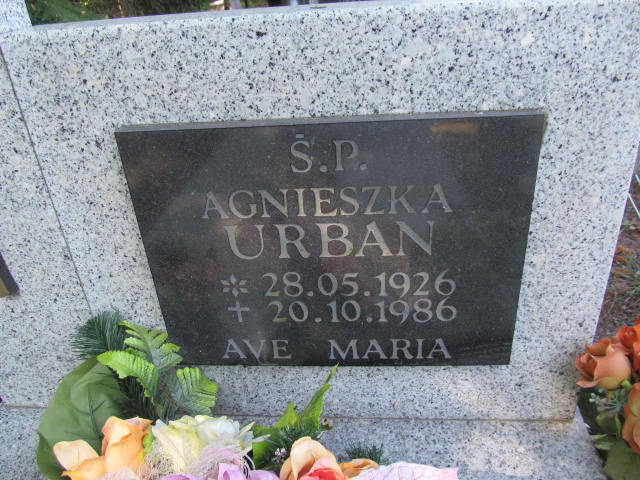 Ś.P.
AGNIESZKA
URBAN
* 28.05.1926
✝ 20.10.1986
AVE MARIA